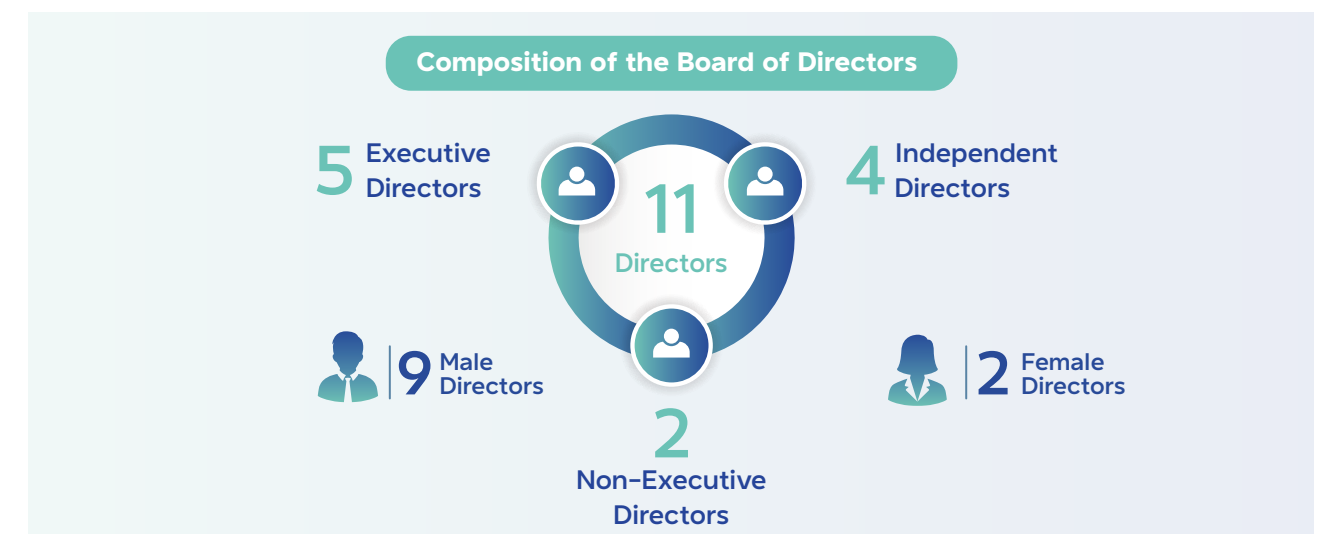 Composition of the Board of Directors
5
Executive
Directors
4
Independent
Directors
11
Directors
9
Male
Directors
2
Female
Directors
2
Non-Executive
Directors